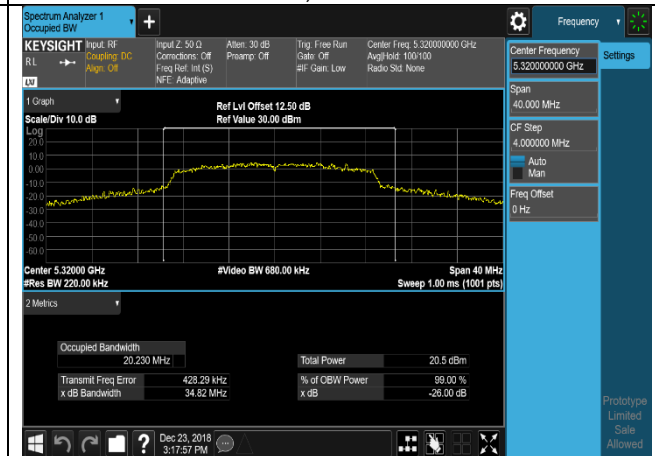 Spectrum Analyzer 1
Occupied BW
+
Frequency
KEYSIGHT
R L
LXI
Input: RF
Coupling: DC
Align: Off
Input Z: 50 Ω
Corrections: Off
Freq Ref: Int (S)
NFE: Adaptive
Atten: 30 dB
Preamp: Off
Trig: Free Run
Gate: Off
#IF Gain: Low
Center Freq: 5.320000000 GHz
Avg|Hold: 100/100
Radio Std: None
Center Frequency
5.320000000 GHz
Settings
Span
40.000 MHz
CF Step
4.000000 MHz
Auto
Man
Freq Offset
0 Hz
1 Graph
Scale/Div 10.0 dB
Ref Lvl Offset 12.50 dB
Ref Value 30.00 dBm
Log
20.0
10.0
0.00
-10.0
-20.0
-30.0
-40.0
-50.0
-60.0
Center 5.32000 GHz
#Res BW 220.00 kHz
#Video BW 680.00 kHz
Span 40 MHz
Sweep 1.00 ms (1001 pts)
2 Metrics
Occupied Bandwidth
20.230 MHz
Total Power 20.5 dBm
Transmit Freq Error 428.29 kHz
% of OBW Power 99.00 %
x dB Bandwidth 34.82 MHz
x dB -26.00 dB
Prototype
Limited
Sale
Allowed
?
Dec 23, 2018
3:17:57 PM